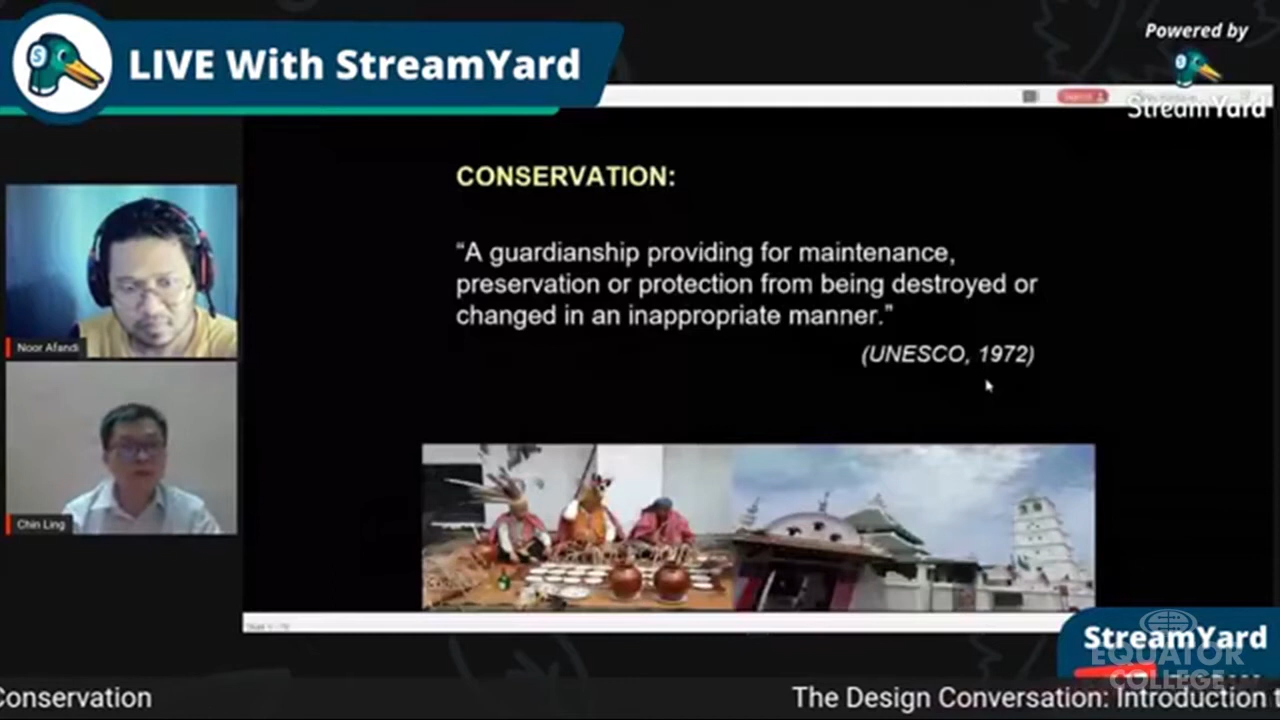 LIVE With StreamYard
Powered by
StreamYard
CONSERVATION:
“A guardianship providing for maintenance,
preservation or protection from being destroyed or
changed in an inappropriate manner.”
(UNESCO, 1972)
Noor Afandi
Chin Ling
StreamYard
EQUATOR
COLLEGE
Conservation
The Design Conversation: Introduction t